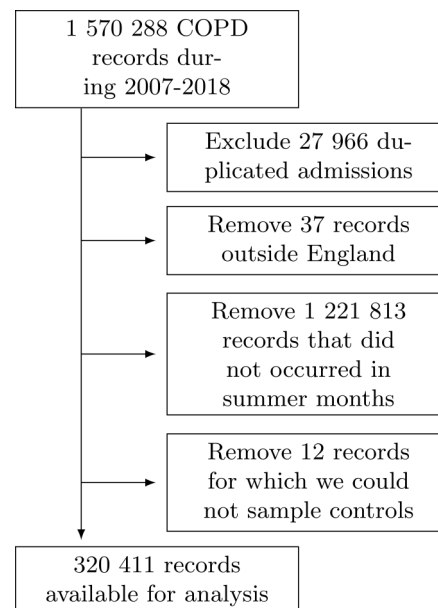 1 570 288 COPD
records dur-
ing 2007-2018
Exclude 27 966 du-
plicated admissions
Remove 37 records
outside England
Remove 1 221 813
records that did
not occurred in
summer months
Remove 12 records
for which we could
not sample controls
320 411 records
available for analysis